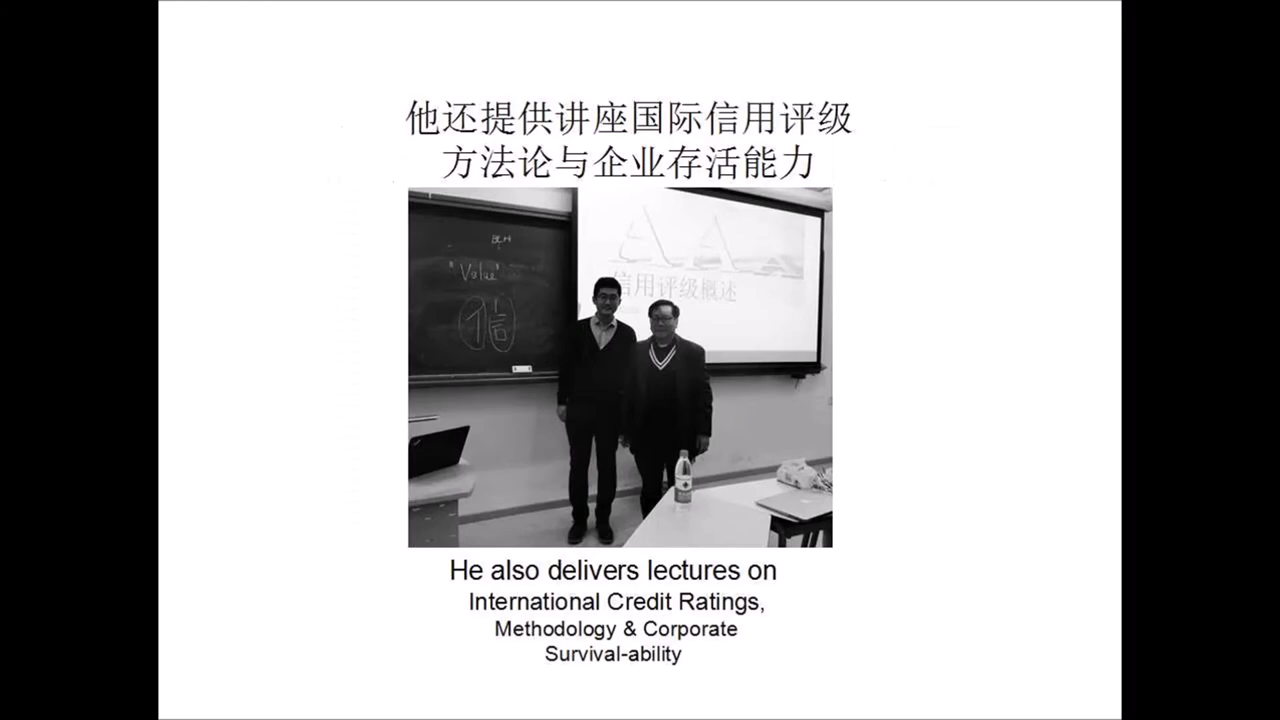 他还提供讲座国际信用评级
方法论与企业存活能力
"Value"
信
信用评级概述
He also delivers lectures on
International Credit Ratings,
Methodology & Corporate
Survival-ability